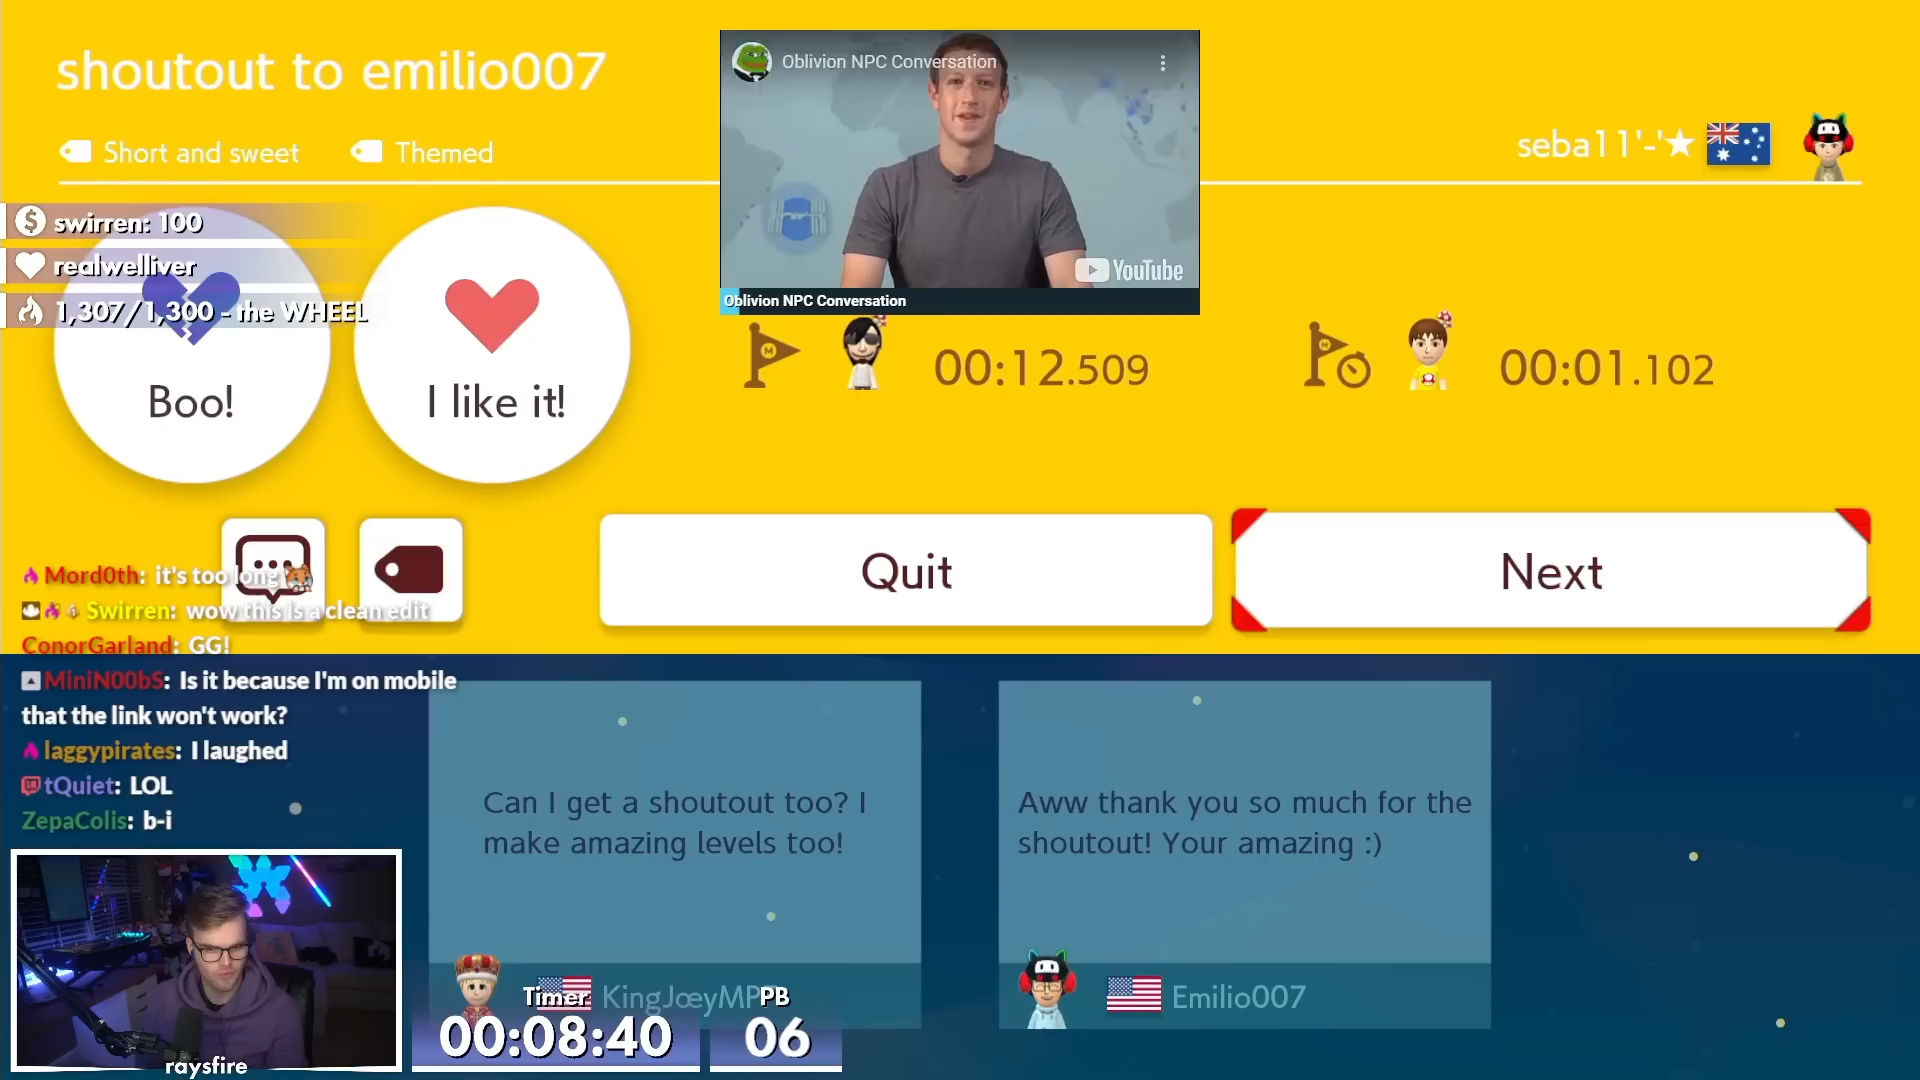 shoutout to emilio007
Short and sweet
Themed
Oblivion NPC Conversation
YouTube
Oblivion NPC Conversation
seba11'-'★
swirren: 100
realwelliver
1,307/1,300 - the WHEEL
Boo!
I like it!
M
00:12.509
M
00:01.102
Quit
Next
Mord0th: it's too long
Swirren: wow this is a clean edit
ConorGarland: GG!
MiniN00bS: Is it because I'm on mobile
that the link won't work?
laggypirates: I laughed
tQuiet: LOL
ZepaColis: b-i
Can I get a shoutout too? I
make amazing levels too!
Aww thank you so much for the
shoutout! Your amazing :)
Timer
PB
Emilio007
00:08:40
06
raysfire